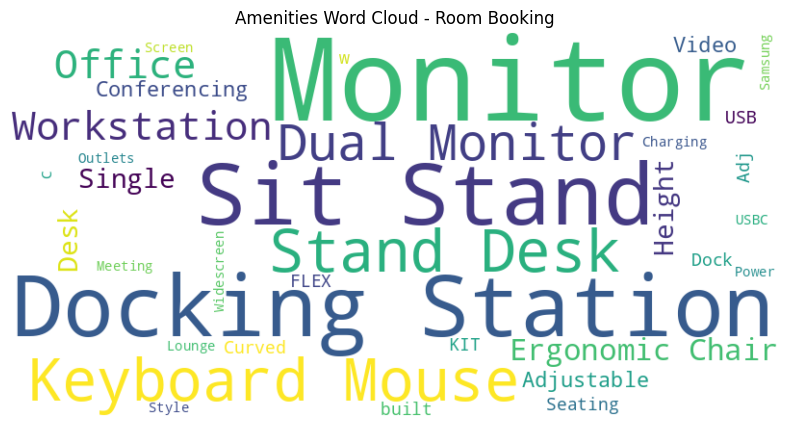 Amenities Word Cloud - Room Booking
Screen
Office
Monitor
W
Video
Samsung
Conferencing
Workstation
USB
Dual Monitor
Charging
Outlets
C
Single
Sit Stand
Height
Adj
Desk
Stand Desk
USBC
Widescreen
Meeting
Dock
Power
FLEX
Docking Station
Lounge
Curved
KIT
Ergonomic Chair
Keyboard Mouse
Adjustable
Style
built
Seating